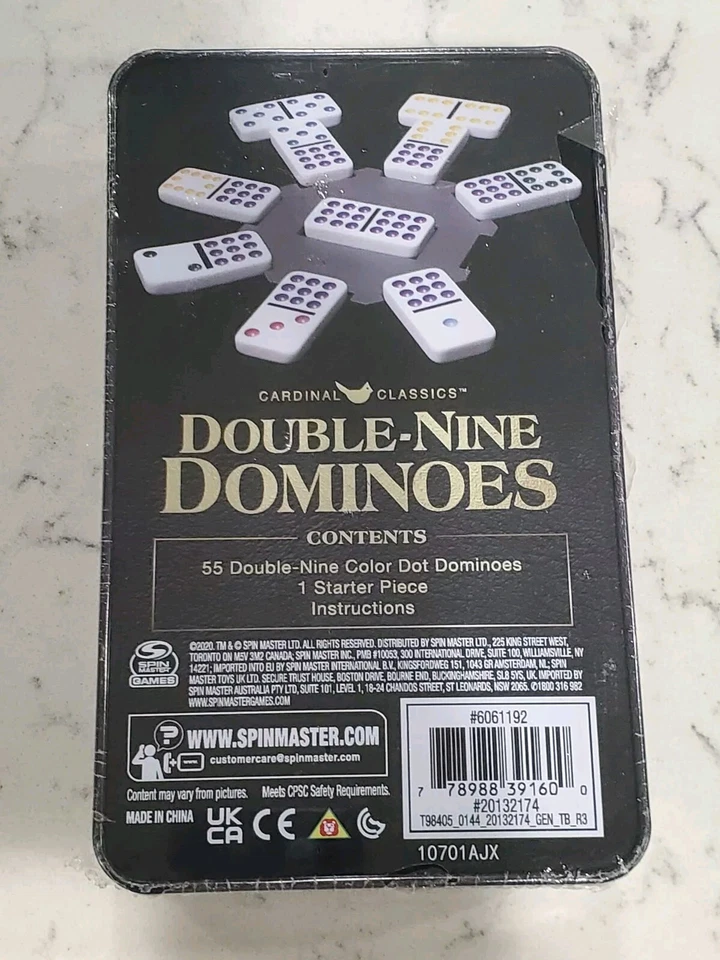 CARDINAL CLASSICS™
DOUBLE-NINE
DOMINOES
CONTENTS
55 Double-Nine Color Dot Dominoes
1 Starter Piece
Instructions
SPIN
MASTER
GAMES
©2020. TM & © SPIN MASTER LTD. ALL RIGHTS RESERVED. DISTRIBUTED BY SPIN MASTER LTD., 225 KING STREET WEST,
TORONTO ON M5V 3M2 CANADA; SPIN MASTER INC., PMB #10053, 300 INTERNATIONAL DRIVE, SUITE 100, WILLIAMSVILLE, NY
14221; IMPORTED INTO EU BY SPIN MASTER INTERNATIONAL B.V., KINGSFORDWEG 151, 1043 GR AMSTERDAM, NL; SPIN
MASTER TOYS UK LTD. SECURE TRUST HOUSE, BOSTON DRIVE, BOURNE END, BUCKINGHAMSHIRE, SL8 5YS, UK. IMPORTED BY
SPIN MASTER AUSTRALIA PTY LTD, SUITE 101, LEVEL 1, 18-24 CHANDOS STREET, ST LEONARDS, NSW 2065. ✆1800 316 982
WWW.SPINMASTERGAMES.COM
? WWW.SPINMASTER.COM
www. customercare@spinmaster.com
Content may vary from pictures. Meets CPSC Safety Requirements.
MADE IN CHINA UK CA CE
#6061192
7 78988 39160 0
#20132174
T98405_0144_20132174_GEN_TB_R3
10701AJX